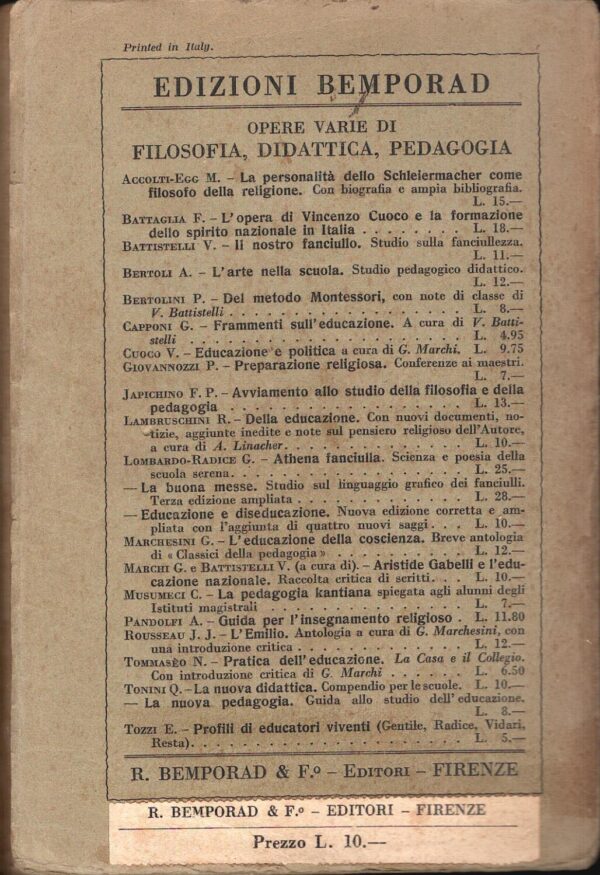 Printed in Italy.
EDIZIONI BEMPORAD
OPERE VARIE DI
FILOSOFIA, DIDATTICA, PEDAGOGIA
ACCOLTI-EGG M. – La personalità dello Schleiermacher come
filosofo della religione. Con biografia e ampia bibliografia.
L. 15.—
BATTAGLIA F. – L'opera di Vincenzo Cuoco e la formazione
dello spirito nazionale in Italia . . . . . . . . L. 18.—
BATTISTELLI V. – Il nostro fanciullo. Studio sulla fanciullezza.
L. 11.—
BERTOLI A. – L'arte nella scuola. Studio pedagogico didattico.
L. 12.—
BERTOLINI P. – Del metodo Montessori, con note di classe di
V. Battistelli . . . . . . . . . . . . . . . . . L. 8.—
CAPPONI G. – Frammenti sull'educazione. A cura di V. Batti-
stelli . . . . . . . . . . . . . . . . . . . . L. 4.95
CUOCO V. – Educazione e politica a cura di G. Marchi. L. 9.75
GIOVANNOZZI P. – Preparazione religiosa. Conferenze ai maestri.
L. 7.—
JAPICHINO F. P. – Avviamento allo studio della filosofia e della
pedagogia . . . . . . . . . . . . . . . . . . L. 13.—
LAMBRUSCHINI R. – Della educazione. Con nuovi documenti, no-
tizie, aggiunte inedite e note sul pensiero religioso dell'Autore,
a cura di A. Linacher. . . . . . . . . . . . . . L. 10.—
LOMBARDO-RADICE G. – Athena fanciulla. Scienza e poesia della
scuola serena. . . . . . . . . . . . . . . . . . L. 25.—
— La buona messe. Studio sul linguaggio grafico dei fanciulli.
Terza edizione ampliata . . . . . . . . . . . . L. 28.—
— Educazione e diseducazione. Nuova edizione corretta e am-
pliata con l'aggiunta di quattro nuovi saggi. . . L. 10.—
MARCHESINI G. – L'educazione della coscienza. Breve antologia
di « Classici della pedagogia » . . . . . . . . . L. 12.—
MARCHI G. e BATTISTELLI V. (a cura di). – Aristide Gabelli e l'edu-
cazione nazionale. Raccolta critica di scritti. . . L. 10.—
MUSUMECI C. – La pedagogia kantiana spiegata agli alunni degli
Istituti magistrali . . . . . . . . . . . . . . . L. 7.—
PANDOLFI A. – Guida per l'insegnamento religioso . L. 11.80
ROUSSEAU J. J. – L'Emilio. Antologia a cura di G. Marchesini, con
una introduzione critica . . . . . . . . . . . . L. 12.—
TOMMASÈO N. – Pratica dell'educazione. La Casa e il Collegio.
Con introduzione critica di G. Marchi . . . . . . L. 6.50
TONINI Q. – La nuova didattica. Compendio per le scuole. L. 10.—
— La nuova pedagogia. Guida allo studio dell'educazione.
L. 8.—
TOZZI E. – Profili di educatori viventi (Gentile, Radice, Vidari,
Resta). . . . . . . . . . . . . . . . . . . . . L. 5.—
R. BEMPORAD & F.º – EDITORI – FIRENZE
R. BEMPORAD & F.º – EDITORI – FIRENZE
Prezzo L. 10.—